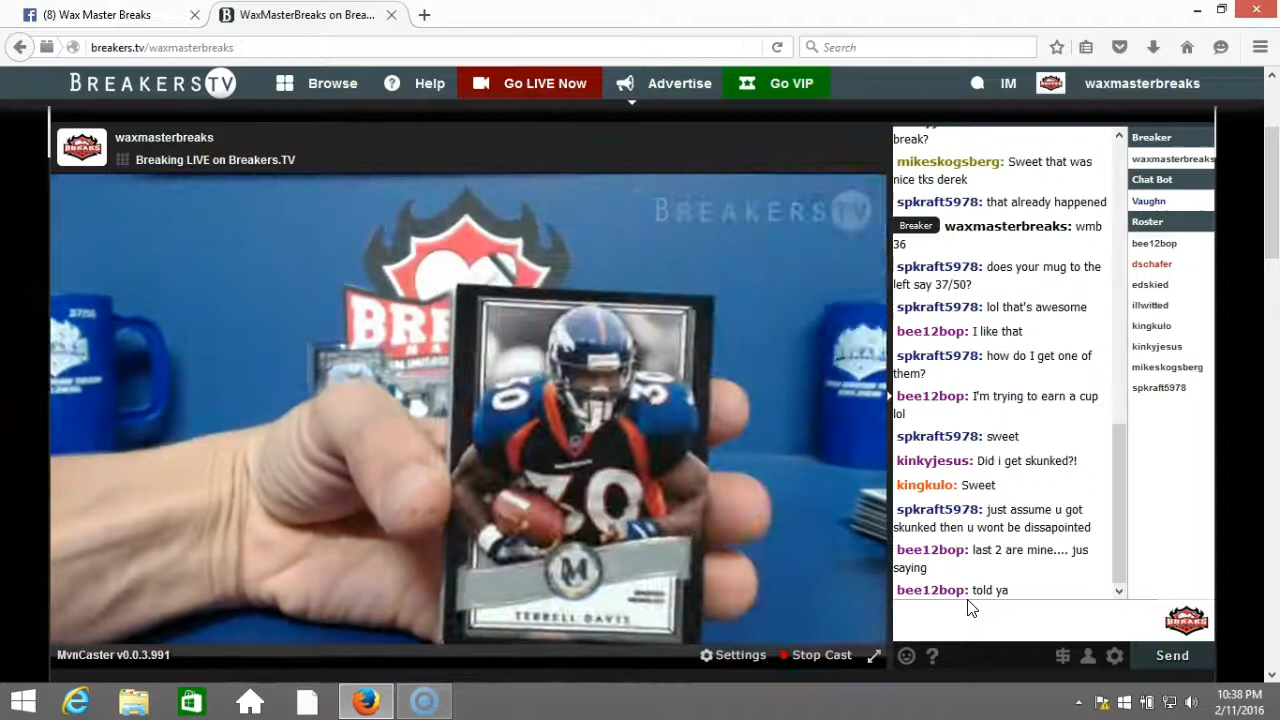 (8) Wax Master Breaks
WaxMasterBreaks on Brea...
breakers.tv/waxmasterbreaks
Search
BREAKERS TV
Browse
Help
Go LIVE Now
Advertise
Go VIP
IM
waxmasterbreaks
waxmasterbreaks
Breaking LIVE on Breakers.TV
BREAKERS TV
37/50
30
30
M
TERRELL DAVIS
break?
mikeskogsberg: Sweet that was
nice tks derek
spkraft5978: that already happened
Breaker waxmasterbreaks: wmb
36
spkraft5978: does your mug to the
left say 37/50?
spkraft5978: lol that's awesome
bee12bop: I like that
spkraft5978: how do I get one of
them?
bee12bop: I'm trying to earn a cup
lol
spkraft5978: sweet
kinkyjesus: Did i get skunked?!
kingkulo: Sweet
spkraft5978: just assume u got
skunked then u wont be dissapointed
bee12bop: last 2 are mine.... jus
saying
bee12bop: told ya
Breaker
waxmasterbreaks
Chat Bot
Vaughn
Roster
bee12bop
dschafer
edskied
illwitted
kingkulo
kinkyjesus
mikeskogsberg
spkraft5978
MvnCaster v0.0.3.991
Settings
Stop Cast
Send
10:38 PM
2/11/2016